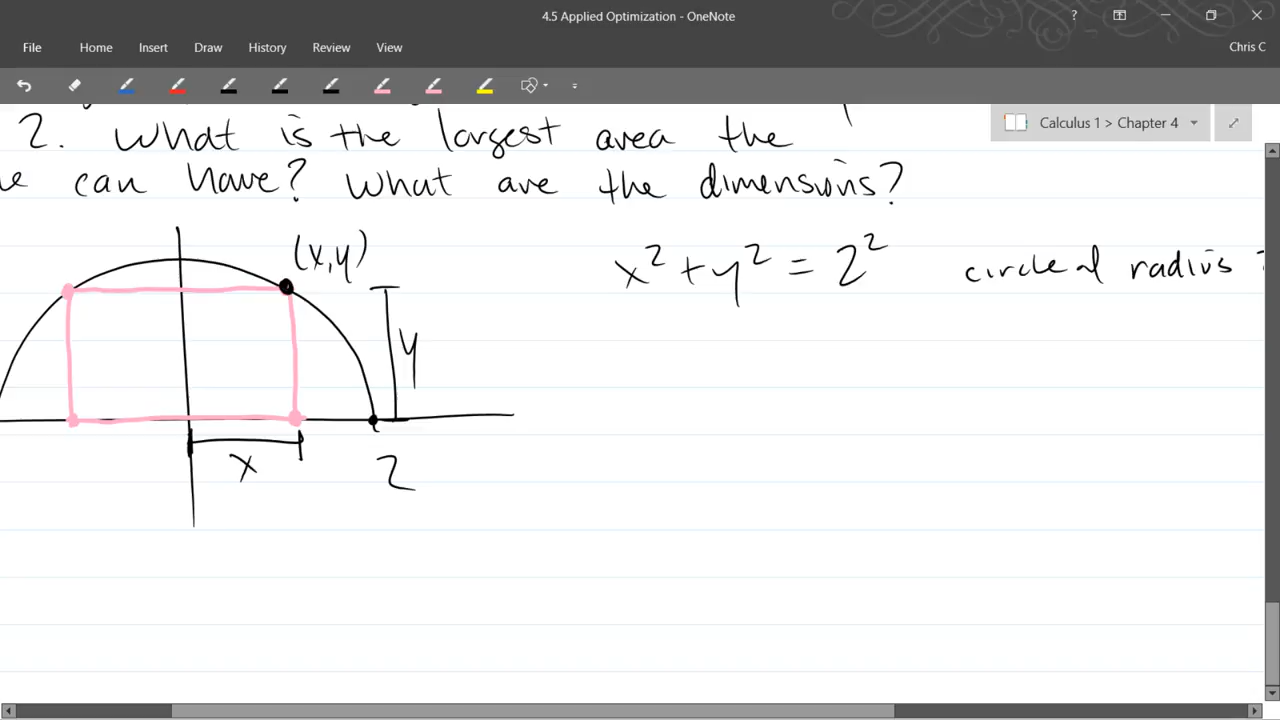 4.5 Applied Optimization - OneNote
?
File Home Insert Draw History Review View
Chris C
Calculus 1 > Chapter 4
2. What is the largest area the
can have? What are the dimensions?
(x,y)
x² + y² = 2² circle of radius
y
x
2